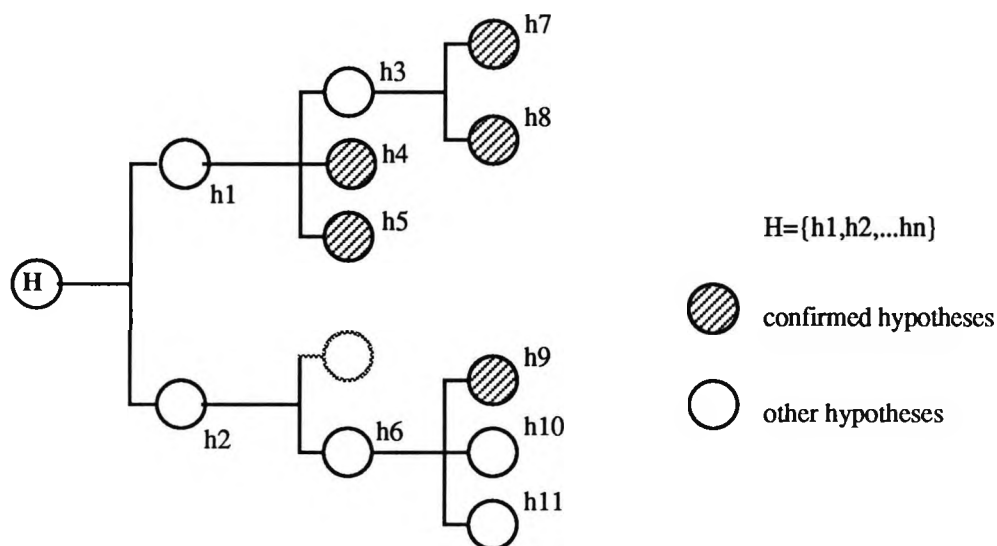 h7
h3
h8
h4
h1
h5
H={h1,h2,...hn}
H
confirmed hypotheses
h9
h2
h6
h10
other hypotheses
h11